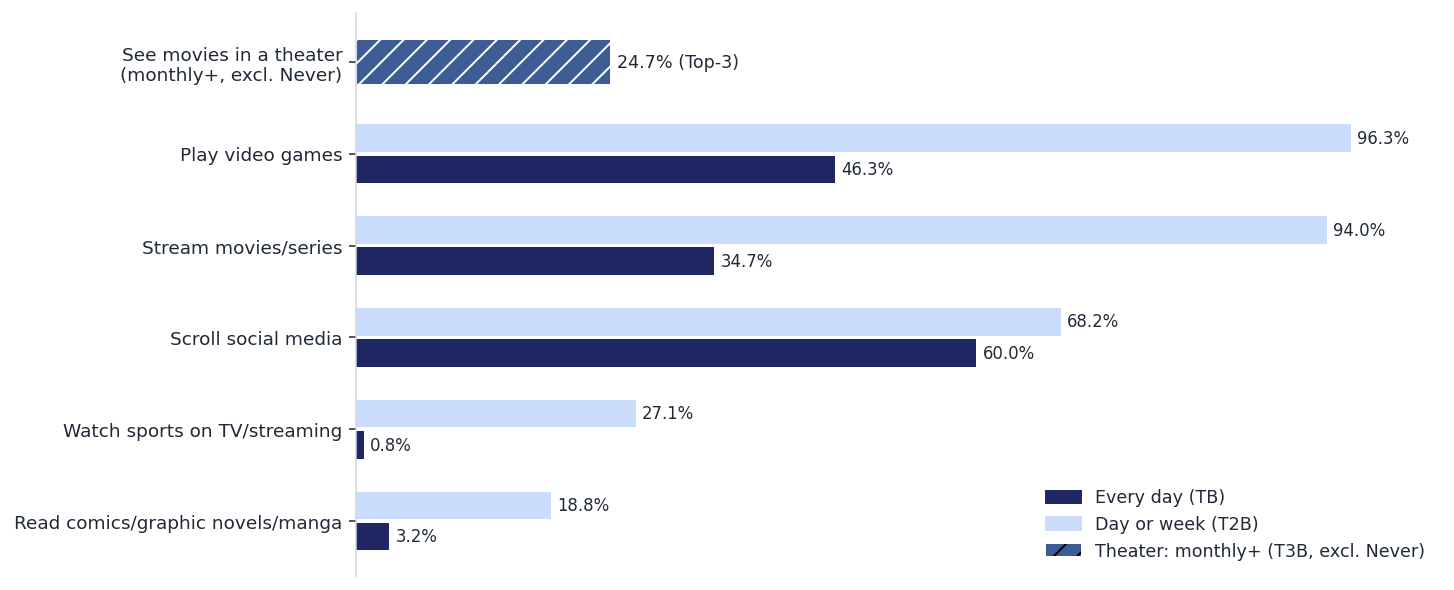 See movies in a theater
(monthly+, excl. Never)
24.7% (Top-3)
Play video games
96.3%
46.3%
Stream movies/series
94.0%
34.7%
Scroll social media
68.2%
60.0%
Watch sports on TV/streaming
27.1%
0.8%
Read comics/graphic novels/manga
18.8%
3.2%
Every day (TB)
Day or week (T2B)
Theater: monthly+ (T3B, excl. Never)